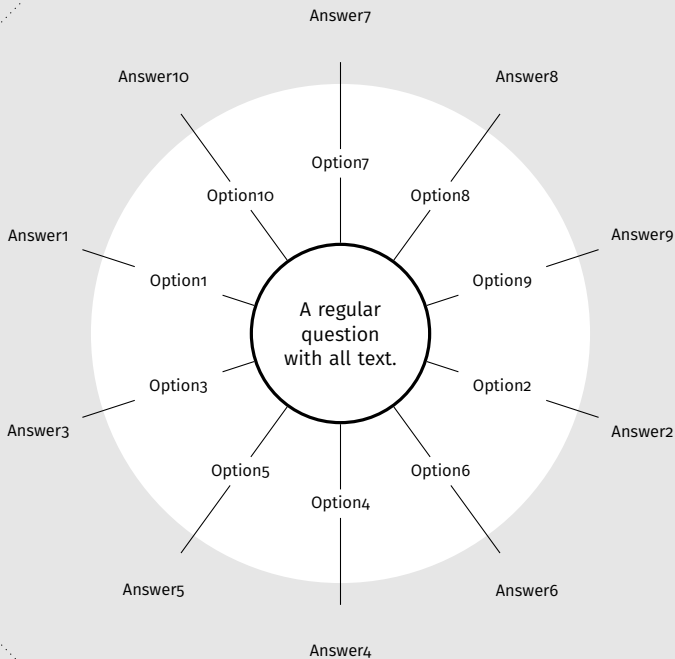 Answer7
Answer10
Answer8
Option7
Option10
Option8
Answer1
Answer9
Option1
Option9
A regular
question
with all text.
Option3
Option2
Answer3
Answer2
Option5
Option6
Option4
Answer5
Answer6
Answer4